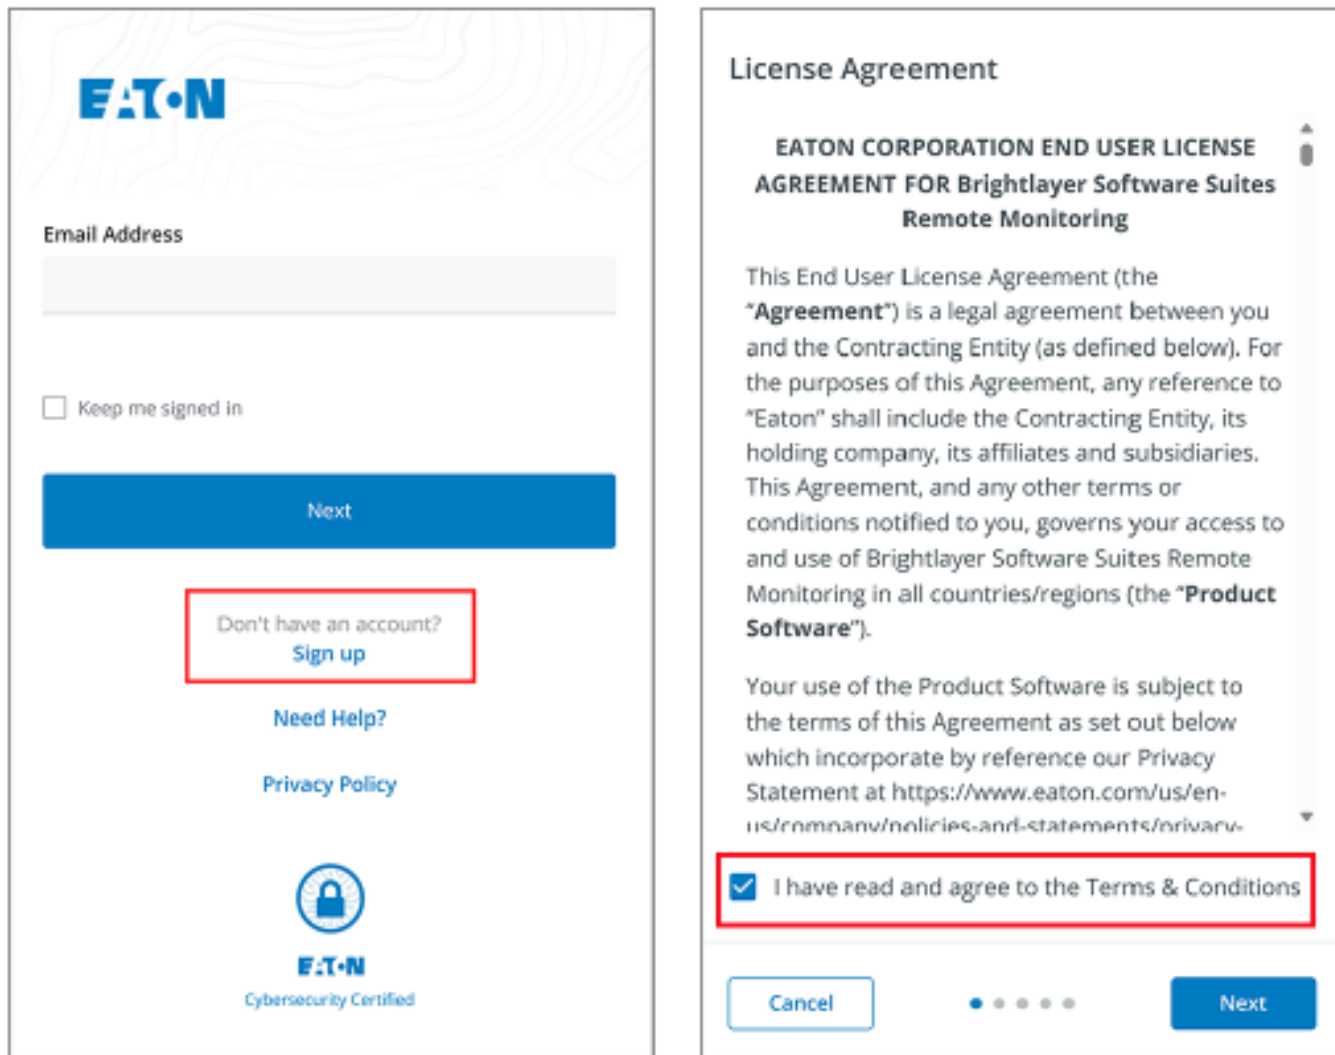 EATON
Email Address
Keep me signed in
Next
Don't have an account?
Sign up
Need Help?
Privacy Policy
EATON
Cybersecurity Certified
License Agreement
EATON CORPORATION END USER LICENSE
AGREEMENT FOR Brightlayer Software Suites
Remote Monitoring
This End User License Agreement (the
“Agreement”) is a legal agreement between you
and the Contracting Entity (as defined below). For
the purposes of this Agreement, any reference to
“Eaton” shall include the Contracting Entity, its
holding company, its affiliates and subsidiaries.
This Agreement, and any other terms or
conditions notified to you, governs your access to
and use of Brightlayer Software Suites Remote
Monitoring in all countries/regions (the “Product
Software”).
Your use of the Product Software is subject to
the terms of this Agreement as set out below
which incorporate by reference our Privacy
Statement at https://www.eaton.com/us/en-
us/company/policies-and-statements/privacy-
I have read and agree to the Terms & Conditions
Cancel
Next